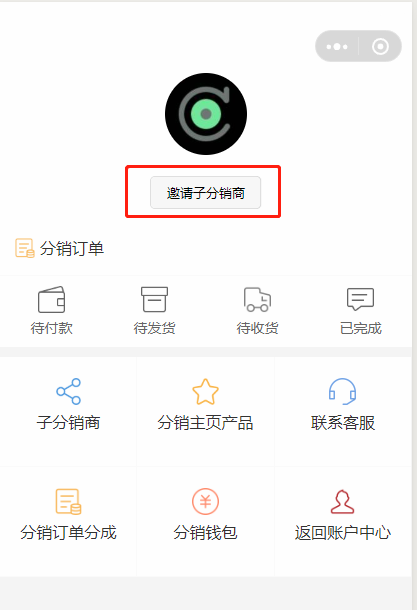 邀请子分销商
分销订单
待付款 待发货 待收货 已完成
子分销商 分销主页产品 联系客服
分销订单分成 分销钱包 返回账户中心